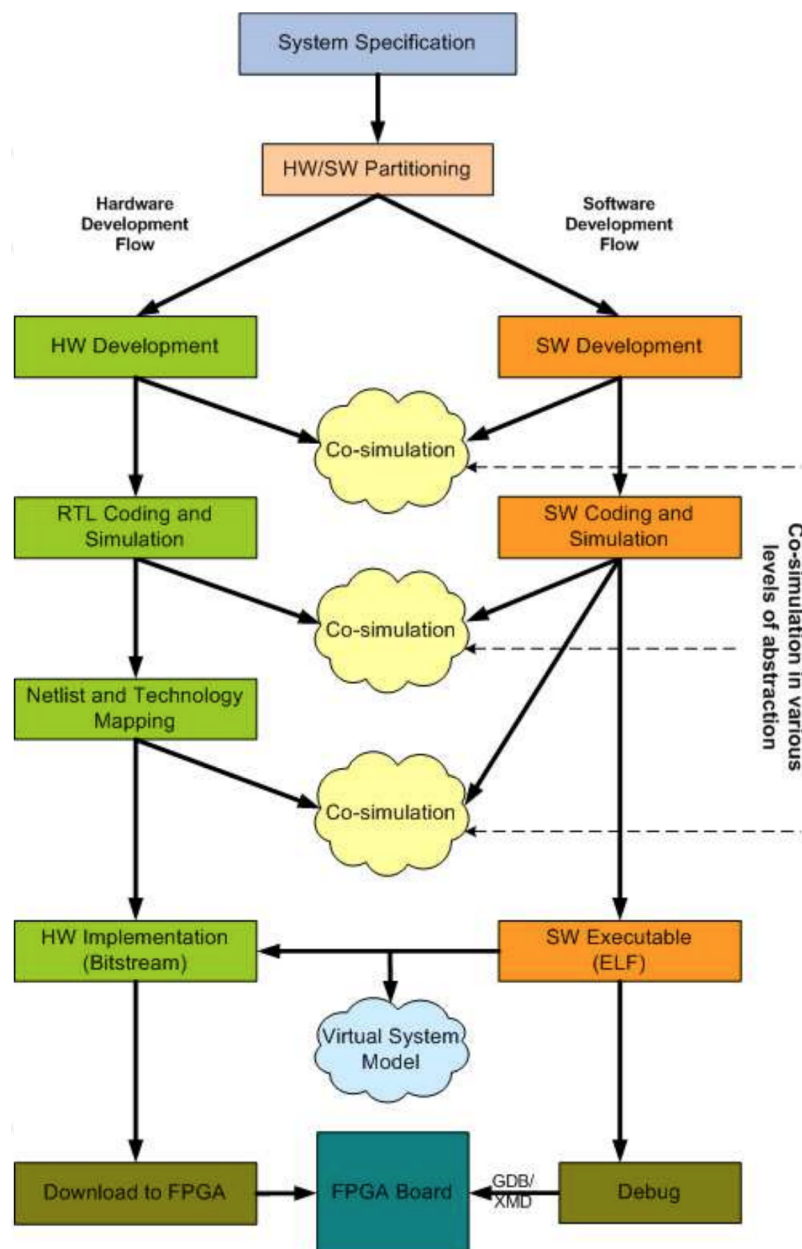 System Specification
HW/SW Partitioning
Hardware
Development
Flow
Software
Development
Flow
HW Development
SW Development
Co-simulation
RTL Coding and
Simulation
SW Coding and
Simulation
Co-simulation
Co-simulation in various
levels of abstraction
Netlist and Technology
Mapping
Co-simulation
HW Implementation
(Bitstream)
SW Executable
(ELF)
Virtual System
Model
Download to FPGA
FPGA Board
GDB/
XMD
Debug